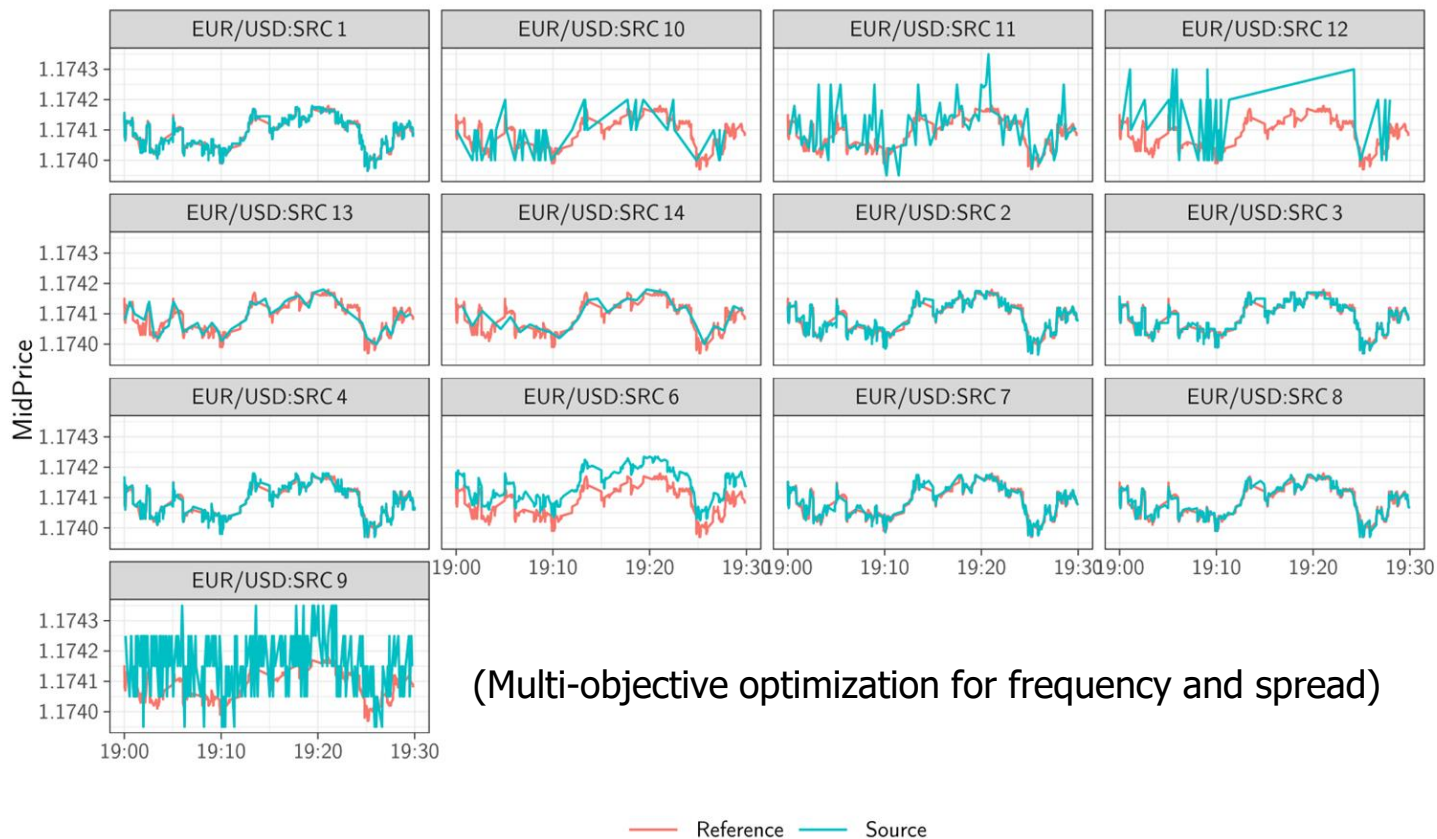 EUR/USD:SRC 1
EUR/USD:SRC 10
EUR/USD:SRC 11
EUR/USD:SRC 12
1.1743
1.1742
1.1741
1.1740
EUR/USD:SRC 13
EUR/USD:SRC 14
EUR/USD:SRC 2
EUR/USD:SRC 3
1.1743
1.1742
1.1741
1.1740
MidPrice
EUR/USD:SRC 4
EUR/USD:SRC 6
EUR/USD:SRC 7
EUR/USD:SRC 8
1.1743
1.1742
1.1741
1.1740
19:00 19:10 19:20 19:30
19:00 19:10 19:20 19:30
19:00 19:10 19:20 19:30
EUR/USD:SRC 9
1.1743
1.1742
1.1741
1.1740
19:00 19:10 19:20 19:30
(Multi-objective optimization for frequency and spread)
Reference Source